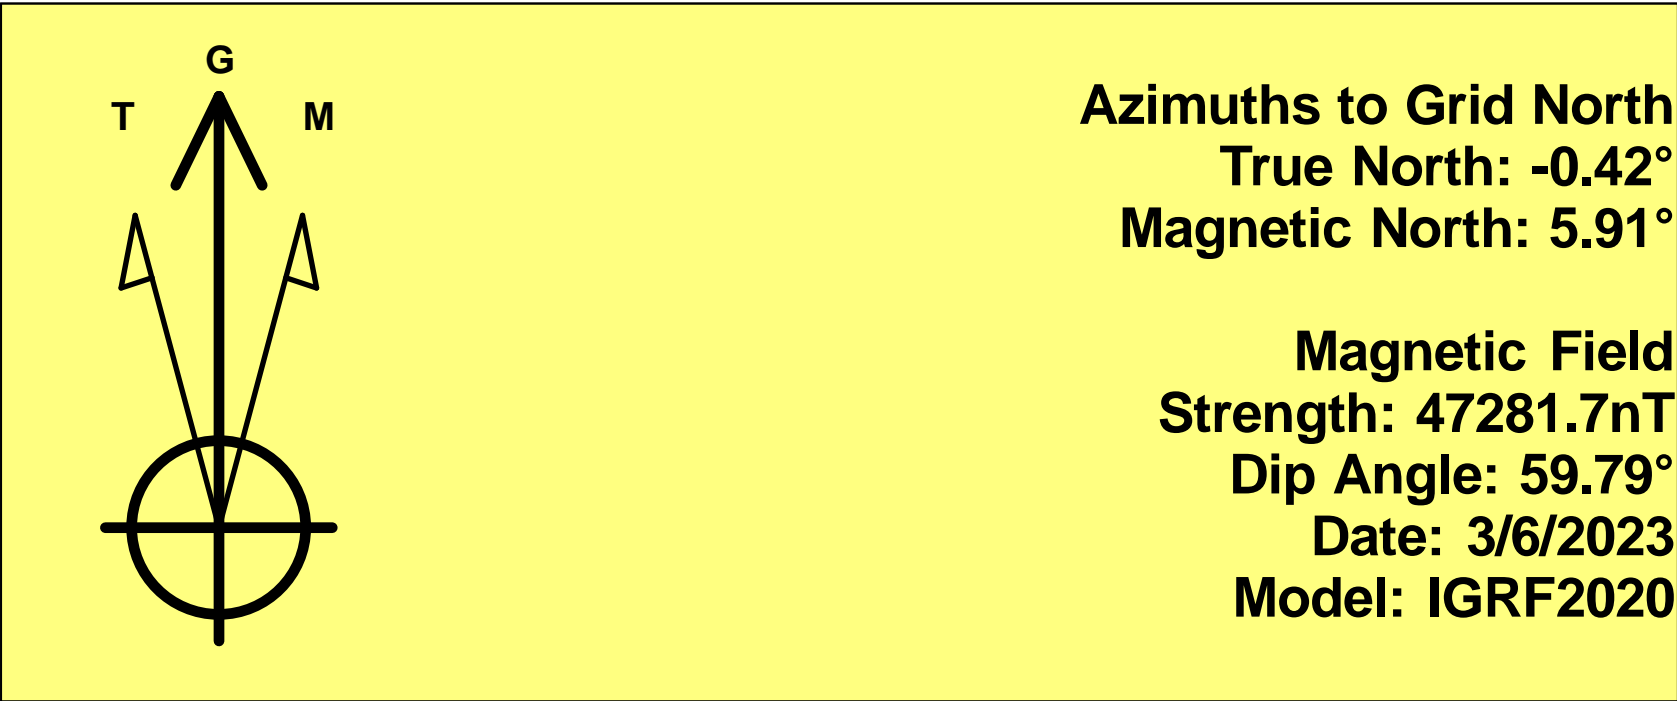 G
T M
Azimuths to Grid North
True North: -0.42°
Magnetic North: 5.91°
Magnetic Field
Strength: 47281.7nT
Dip Angle: 59.79°
Date: 3/6/2023
Model: IGRF2020